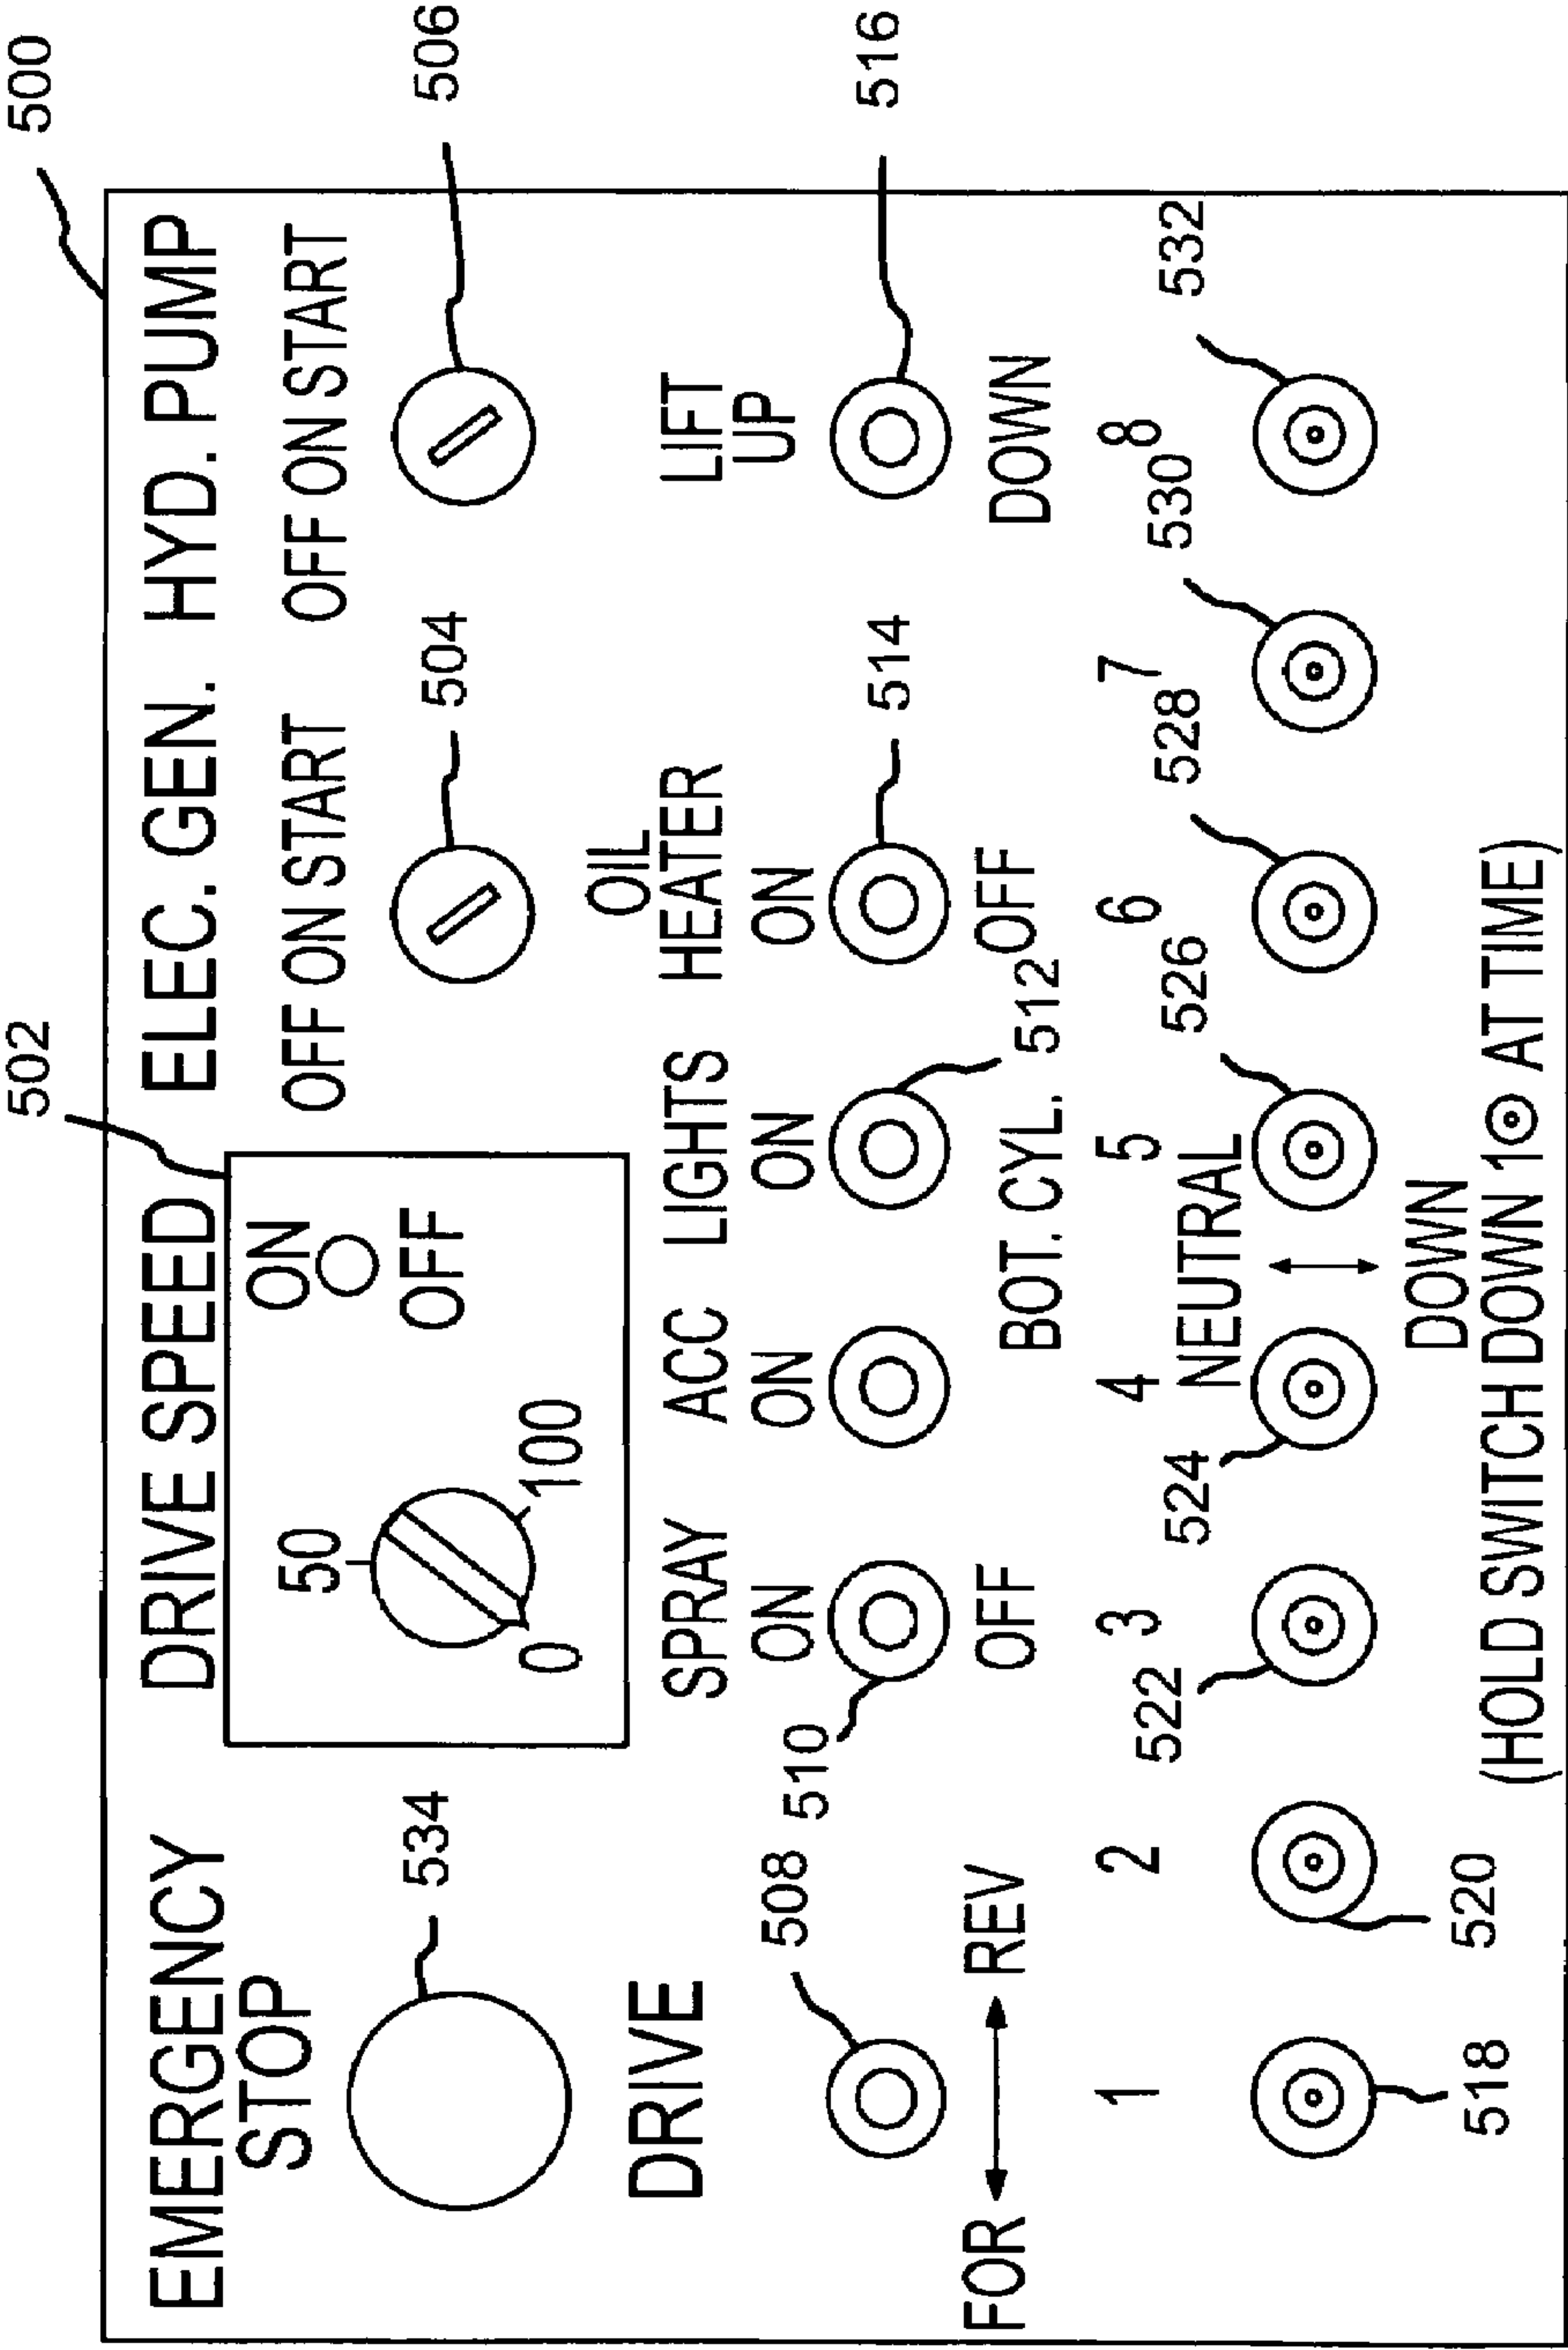 500
502
EMERGENCY
STOP
534
DRIVE SPEED
50
0
100
ON
OFF
ELEC. GEN.
OFF ON START
504
HYD. PUMP
OFF ON START
506
DRIVE
508
FOR
REV
SPRAY
ON
510
OFF
ACC
ON
LIGHTS
ON
512
OIL
HEATER
ON
514
OFF
LIFT
UP
516
DOWN
BOT. CYL.
1 2 3 4 5 6 7 8
NEUTRAL
518
520
522
524
526
528
530
532
DOWN
(HOLD SWITCH DOWN 1 AT TIME)